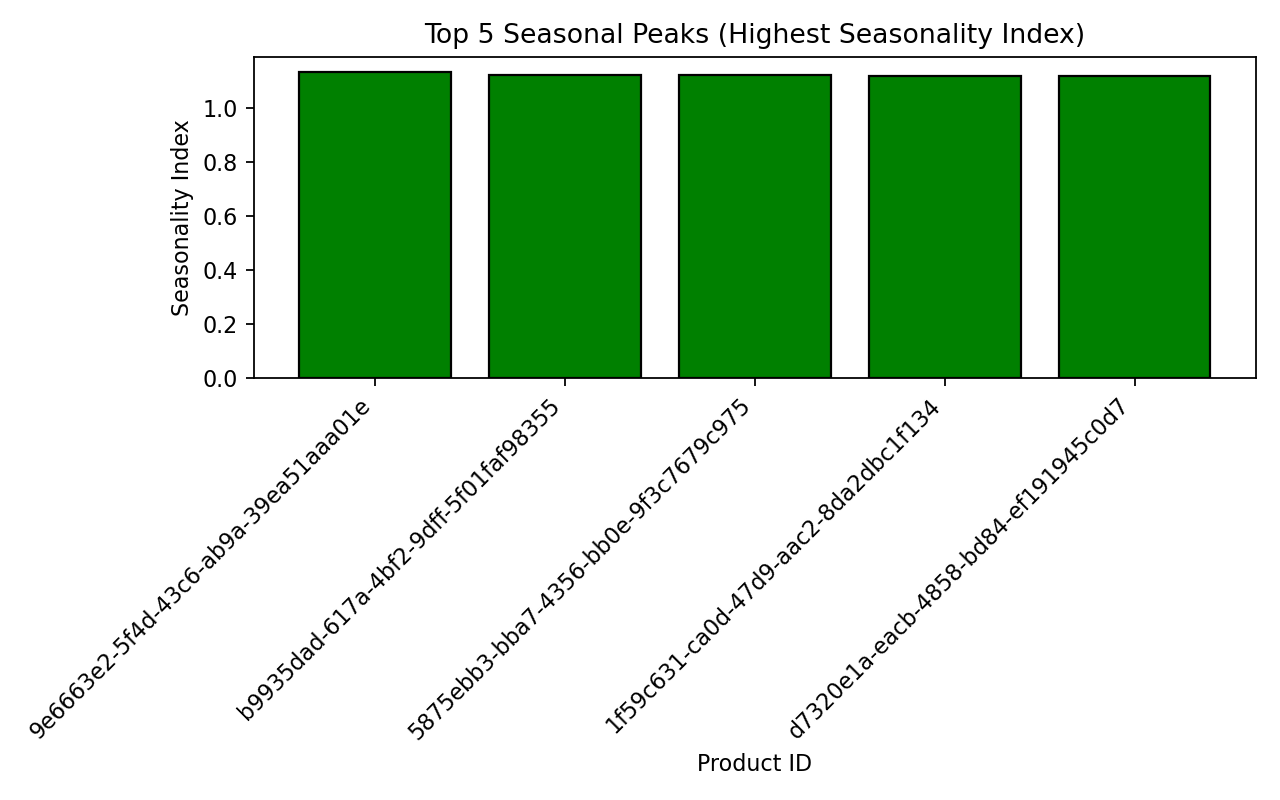 Top 5 Seasonal Peaks (Highest Seasonality Index)
Seasonality Index
1.0
0.8
0.6
0.4
0.2
0.0
9e6663e2-5f4d-43c6-ab9a-39ea51aaa01e
b9935dad-617a-4bf2-9dff-5f01faf98355
5875ebb3-bba7-4356-bb0e-9f3c7679c975
1f59c631-ca0d-47d9-aac2-8da2dbc1f134
d7320e1a-eacb-4858-bd84-ef191945c0d7
Product ID